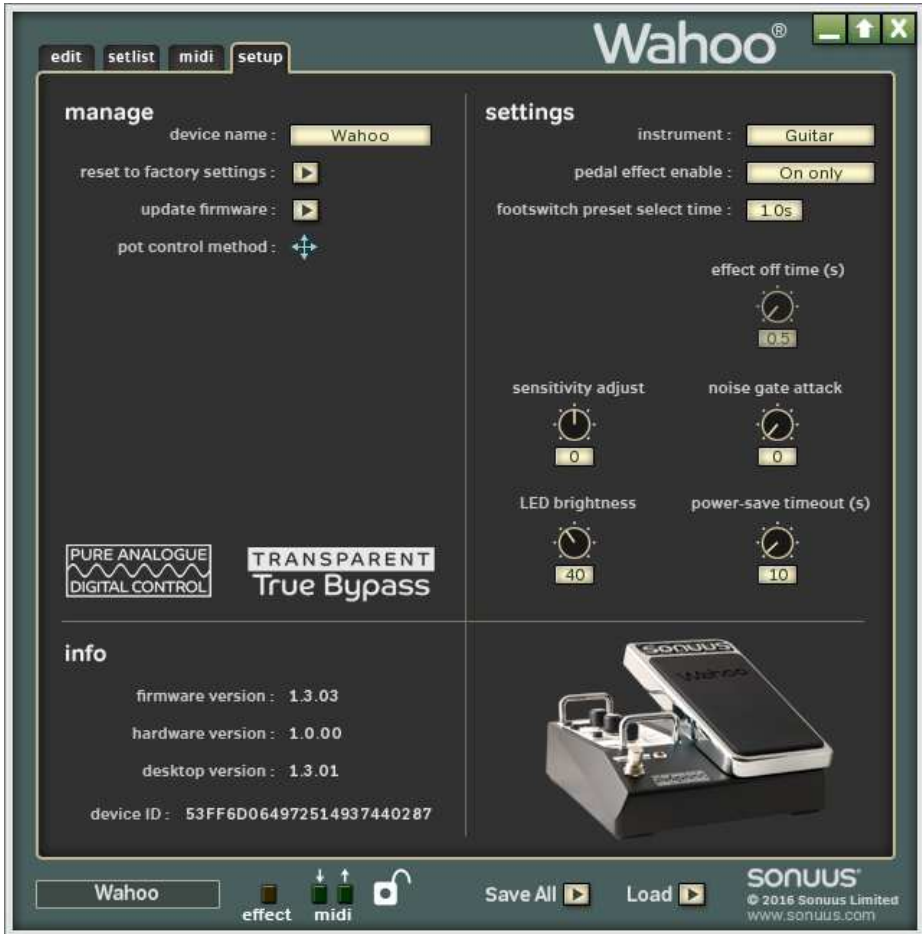 Wahoo®
edit setlist midi setup
manage
device name : Wahoo
reset to factory settings :
update firmware :
pot control method :
PURE ANALOGUE
DIGITAL CONTROL
TRANSPARENT
True Bypass
settings
instrument : Guitar
pedal effect enable : On only
footswitch preset select time : 1.0s
effect off time (s)
0.5
sensitivity adjust noise gate attack
0 0
LED brightness power-save timeout (s)
40 10
info
firmware version : 1.3.03
hardware version : 1.0.00
desktop version : 1.3.01
device ID : 53FF6D064972514937440287
sonuus
Wahoo
Wahoo
effect midi
Save All Load
sonuus®
© 2016 Sonuus Limited
www.sonuus.com